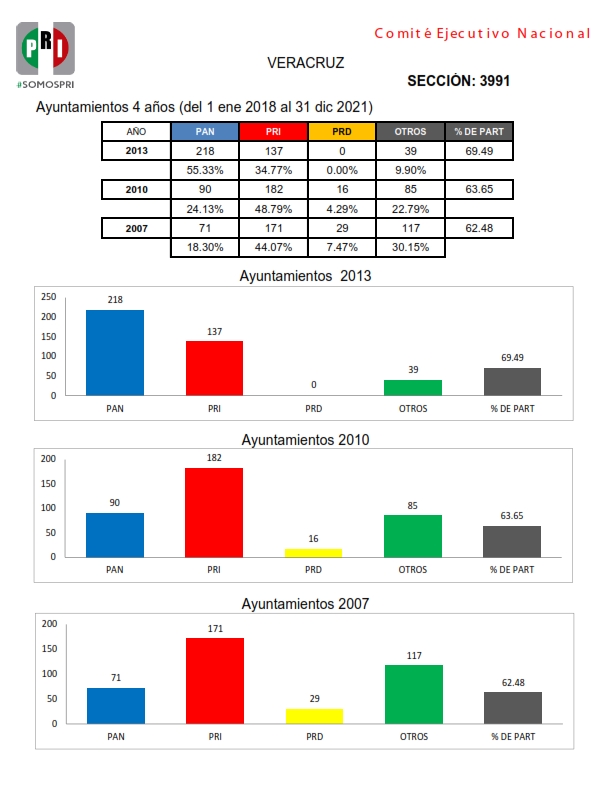 Comité Ejecutivo Nacional
PRI
#SOMOSPRI
VERACRUZ
SECCIÓN: 3991
Ayuntamientos 4 años (del 1 ene 2018 al 31 dic 2021)
AÑO PAN PRI PRD OTROS % DE PART
2013 218 137 0 39 69.49
55.33% 34.77% 0.00% 9.90%
2010 90 182 16 85 63.65
24.13% 48.79% 4.29% 22.79%
2007 71 171 29 117 62.48
18.30% 44.07% 7.47% 30.15%
Ayuntamientos 2013
250
200
150
100
50
0
218
137
0
39
69.49
PAN PRI PRD OTROS % DE PART
Ayuntamientos 2010
200
150
100
50
0
90
182
16
85
63.65
PAN PRI PRD OTROS % DE PART
Ayuntamientos 2007
200
150
100
50
0
71
171
29
117
62.48
PAN PRI PRD OTROS % DE PART